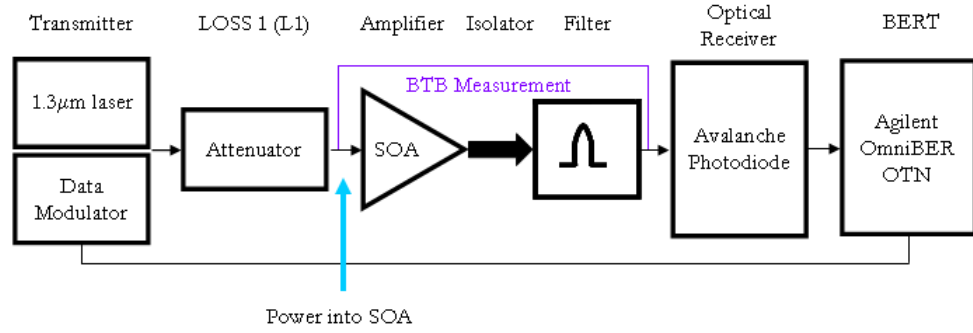 Transmitter
LOSS 1 (L1)
Amplifier
Isolator
Filter
Optical
Receiver
BERT
BTB Measurement
1.3µm laser
Attenuator
SOA
Avalanche
Photodiode
Agilent
OmniBER
OTN
Data
Modulator
Power into SOA